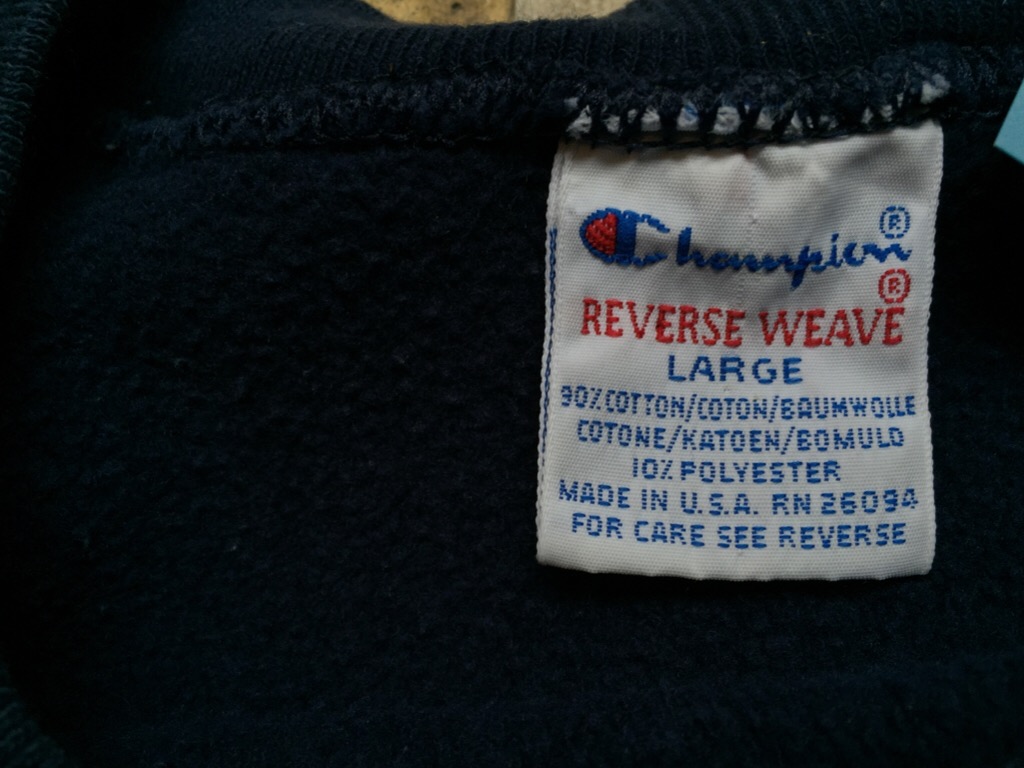 Champion®
REVERSE WEAVE®
LARGE
90% COTTON/COTON/BAUMWOLLE
COTONE/KATOEN/BOMULD
10% POLYESTER
MADE IN U.S.A. RN 26094
FOR CARE SEE REVERSE